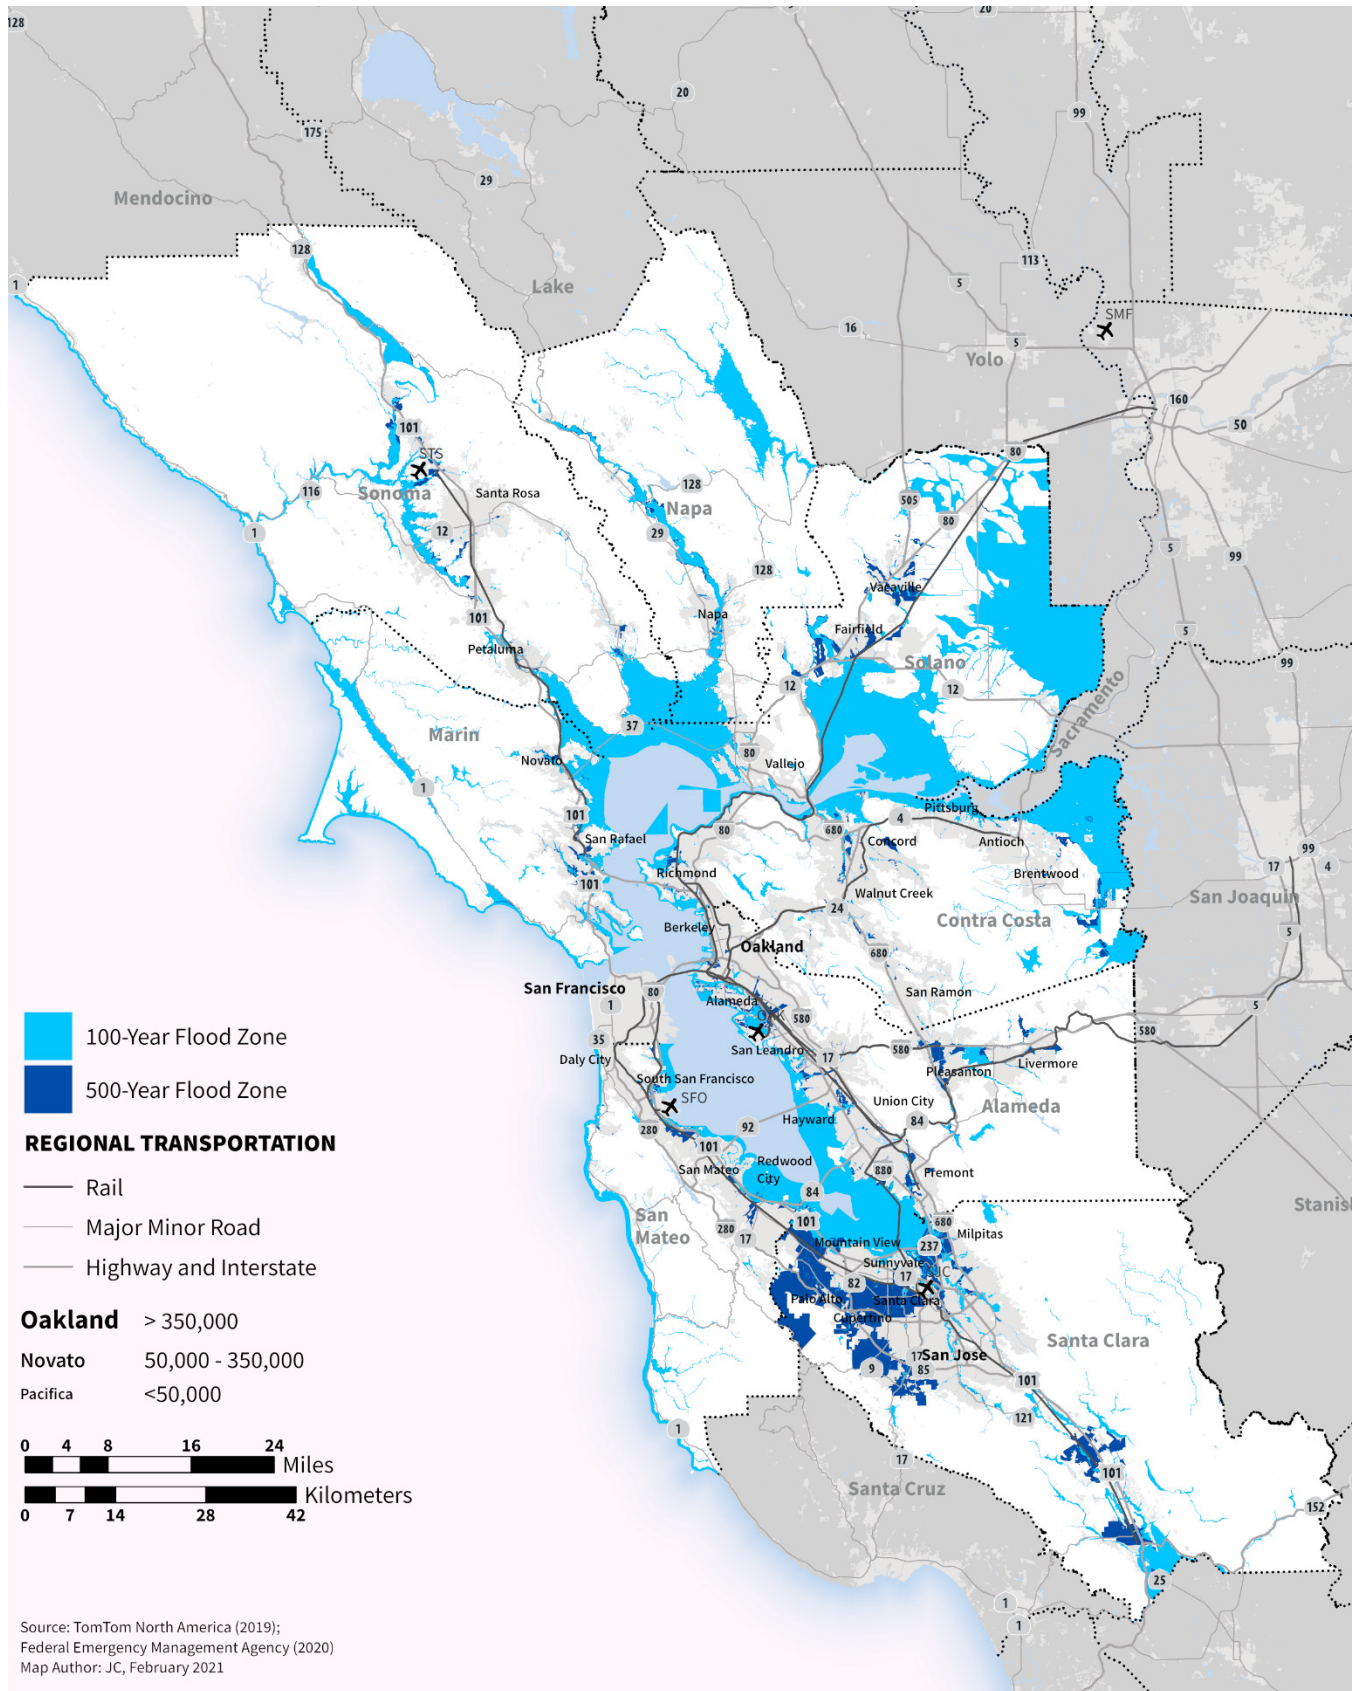 128
20
20
99
175
29
Mendocino
128
113
1
Lake
5
SMF
16
5
Yolo
160
50
101
80
STS
116
Sonoma
Santa Rosa
128
Napa
505
80
12
29
1
5
99
128
Vacaville
101
Napa
Fairfield
5
Petaluma
Solano
99
12
12
Sacramento
37
Marin
80
Novato
Vallejo
1
101
Pittsburg
4
San Rafael
80
680
Concord
Antioch
99
17
4
Richmond
Brentwood
101
Walnut Creek
San Joaquin
24
Contra Costa
Berkeley
5
Oakland
680
San Francisco
80
San Ramon
1
Alameda
5
580
580
35
San Leandro
17
580
Daly City
Livermore
Pleasanton
South San Francisco
SFO
Union City
Alameda
Hayward
84
92
280
101
Redwood
City
San Mateo
880
Fremont
84
San
Mateo
101
680
Stanisl
280
17
Milpitas
Mountain View
237
Sunnyvale
SJC
17
82
Palo Alto
Santa Clara
Cupertino
Santa Clara
17
San Jose
9
85
101
121
1
17
101
Santa Cruz
152
25
1
1
100-Year Flood Zone
500-Year Flood Zone
REGIONAL TRANSPORTATION
Rail
Major Minor Road
Highway and Interstate
Oakland > 350,000
Novato 50,000 - 350,000
Pacifica <50,000
0 4 8 16 24
Miles
Kilometers
0 7 14 28 42
Source: TomTom North America (2019);
Federal Emergency Management Agency (2020)
Map Author: JC, February 2021